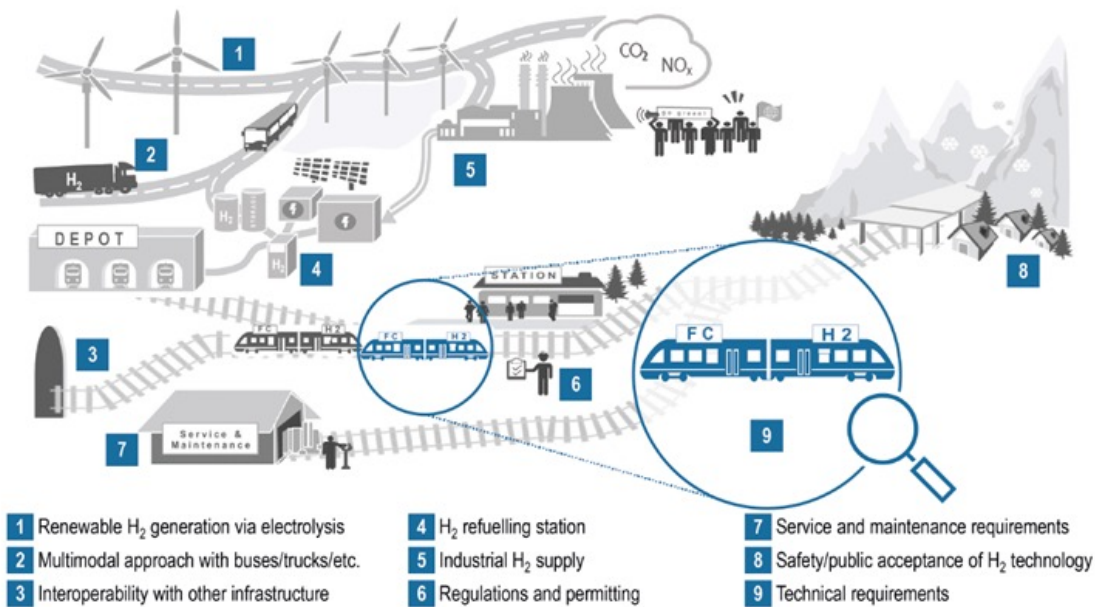 CO₂
NOₓ
1
2
H₂
5
DEPOT
H₂
H₂
4
STATION
8
FC
H2
FC
H2
FC
H2
3
6
Service &
Maintenance
7
9
1 Renewable H₂ generation via electrolysis
2 Multimodal approach with buses/trucks/etc.
3 Interoperability with other infrastructure
4 H₂ refuelling station
5 Industrial H₂ supply
6 Regulations and permitting
7 Service and maintenance requirements
8 Safety/public acceptance of H₂ technology
9 Technical requirements